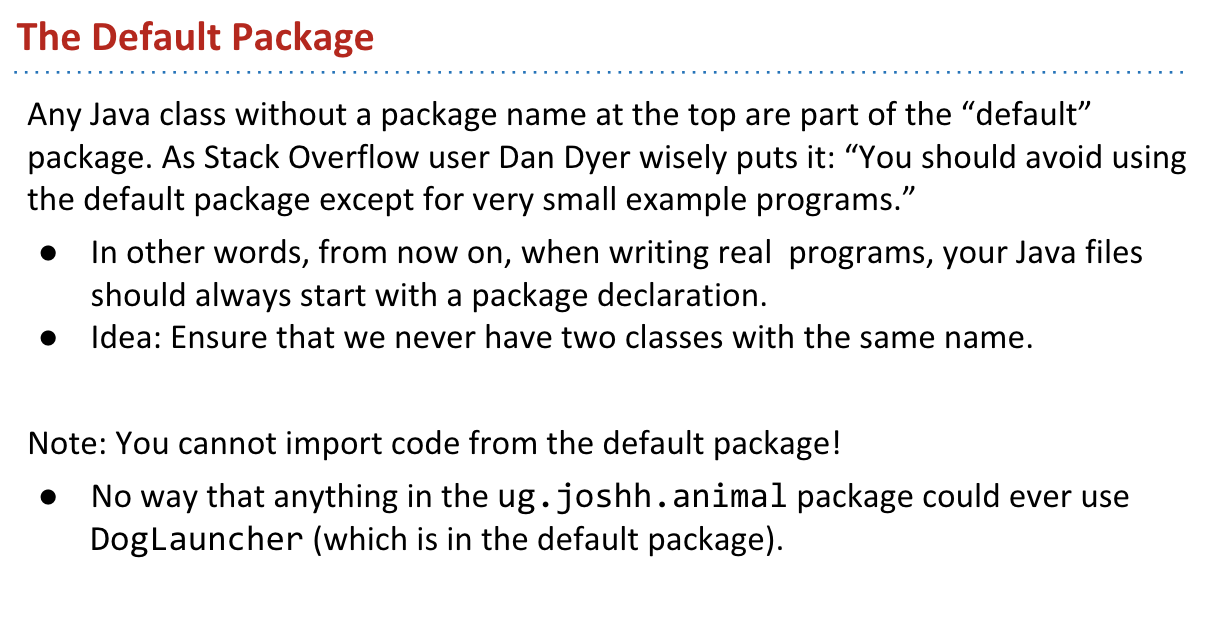 The Default Package
Any Java class without a package name at the top are part of the “default”
package. As Stack Overflow user Dan Dyer wisely puts it: “You should avoid using
the default package except for very small example programs.”
● In other words, from now on, when writing real  programs, your Java files
should always start with a package declaration.
● Idea: Ensure that we never have two classes with the same name.
Note: You cannot import code from the default package!
● No way that anything in the ug.joshh.animal package could ever use
DogLauncher (which is in the default package).